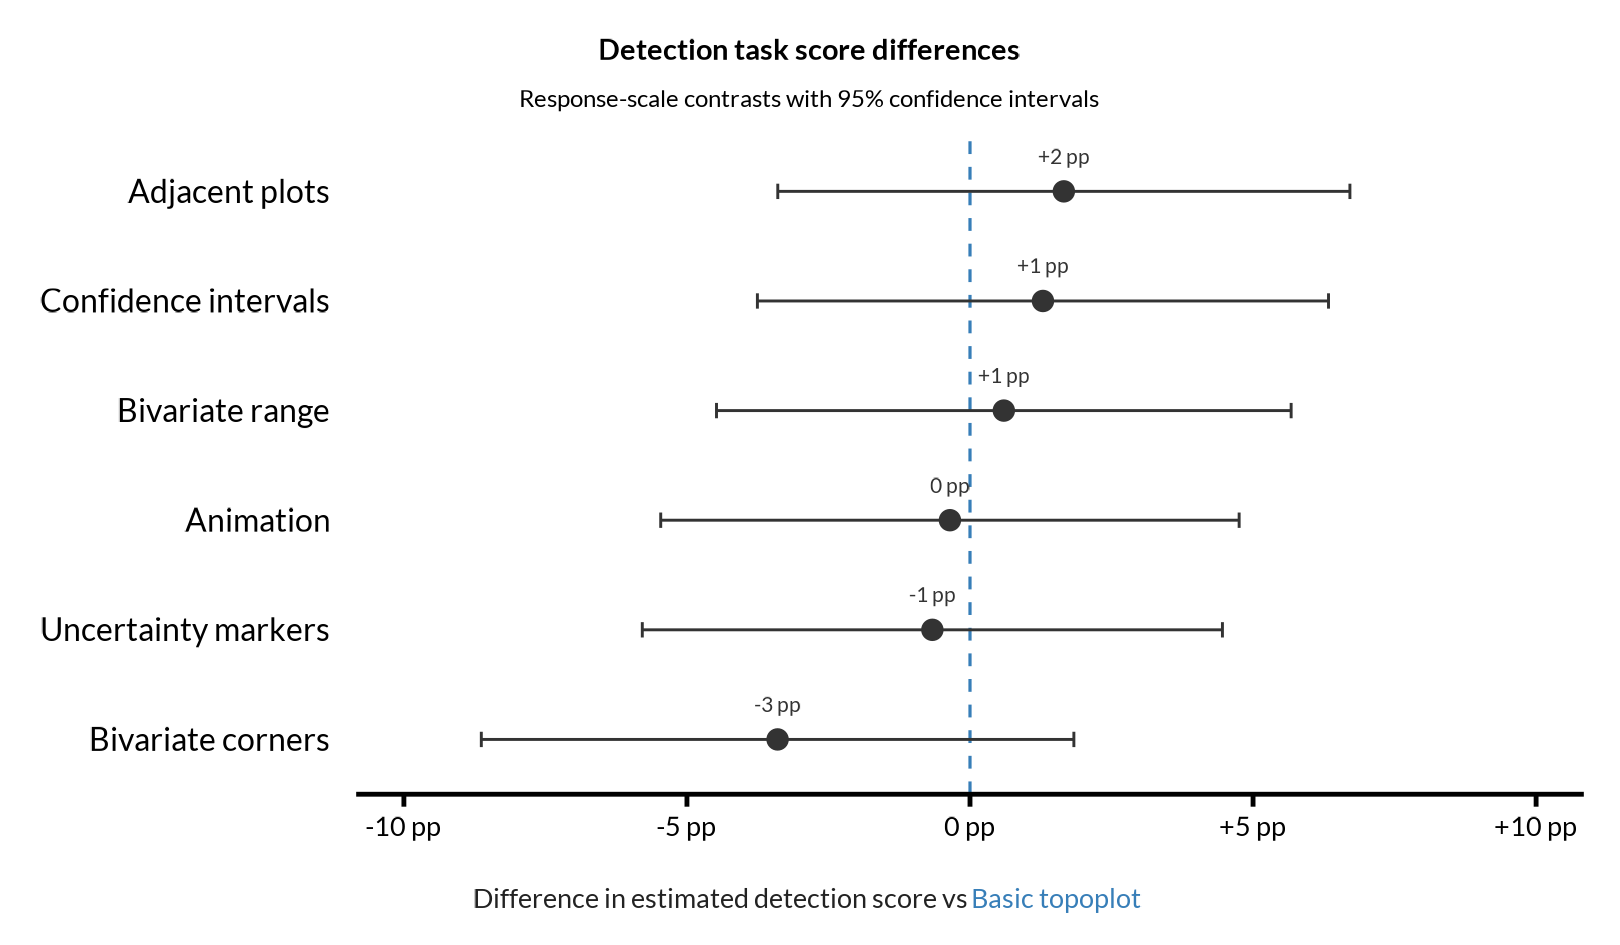 Detection task score differences
Response-scale contrasts with 95% confidence intervals
+2 pp
Adjacent plots
+1 pp
Confidence intervals
+1 pp
Bivariate range
0 pp
Animation
-1 pp
Uncertainty markers
-3 pp
Bivariate corners
-10 pp -5 pp 0 pp +5 pp +10 pp
Difference in estimated detection score vs Basic topoplot